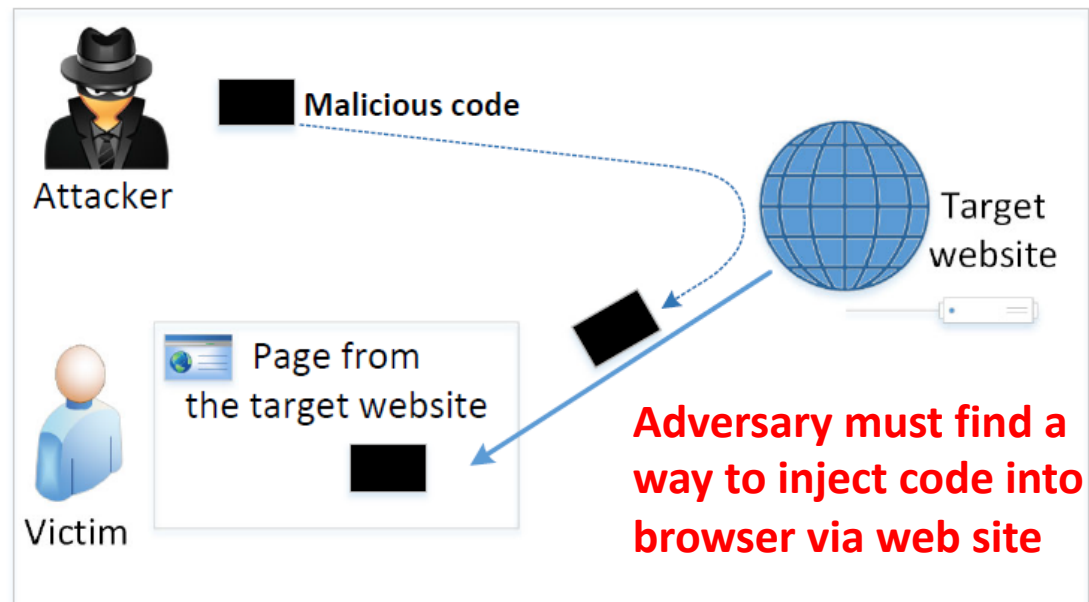 Malicious code
Attacker
Target
website
Page from
the target website
Victim
Adversary must find a
way to inject code into
browser via web site